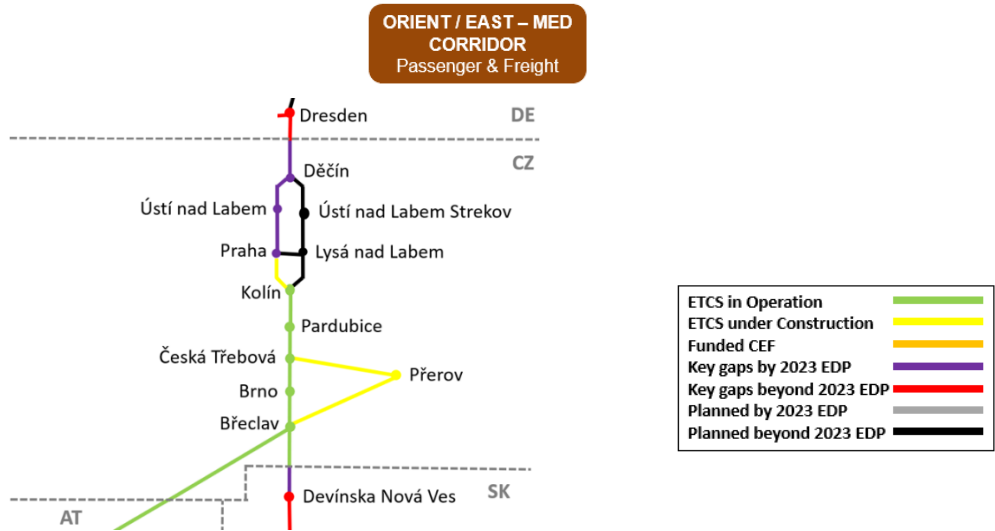 ORIENT / EAST – MED
CORRIDOR
Passenger & Freight
Dresden
DE
CZ
Děčín
Ústí nad Labem
Ústí nad Labem Strekov
Praha
Lysá nad Labem
Kolín
Pardubice
Česká Třebová
Přerov
Brno
Břeclav
Devínska Nová Ves
SK
AT
ETCS in Operation
ETCS under Construction
Funded CEF
Key gaps by 2023 EDP
Key gaps beyond 2023 EDP
Planned by 2023 EDP
Planned beyond 2023 EDP